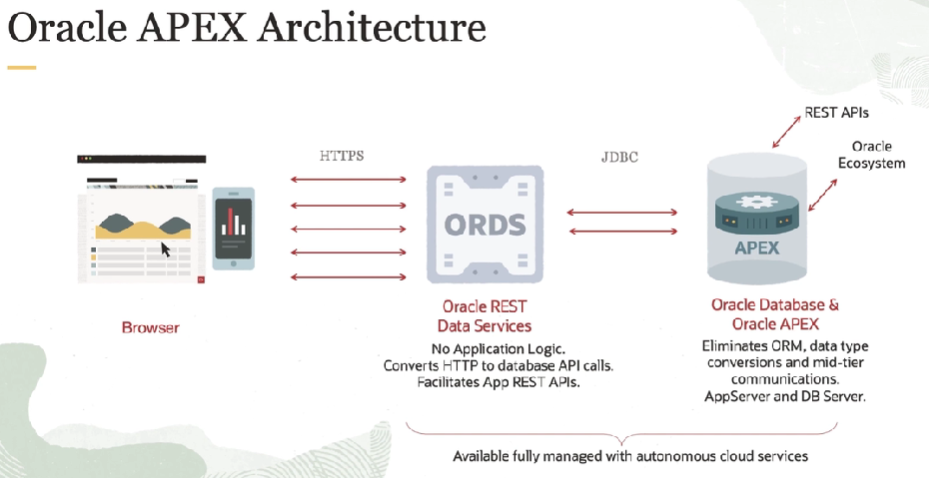 Oracle APEX Architecture
REST APIs
Oracle
Ecosystem
HTTPS
JDBC
ORDS
APEX
Browser
Oracle REST
Data Services
No Application Logic.
Converts HTTP to database API calls.
Facilitates App REST APIs.
Oracle Database &
Oracle APEX
Eliminates ORM, data type
conversions and mid-tier
communications.
AppServer and DB Server.
Available fully managed with autonomous cloud services